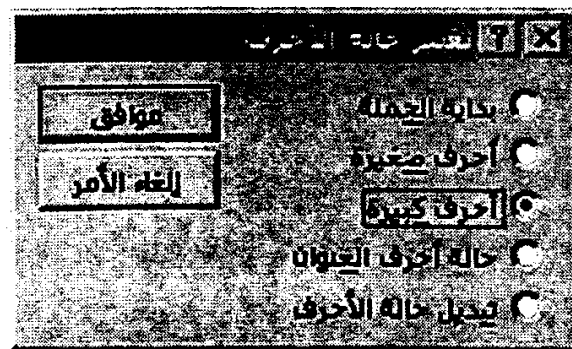 تغيير حالة الأحرف
بداية الجملة
أحرف صغيرة
أحرف كبيرة
حالة أحرف العنوان
تبديل حالة الأحرف
موافق
إلغاء الأمر